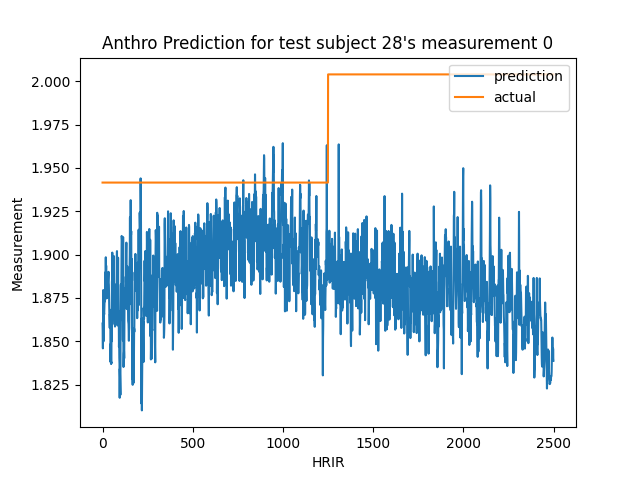 Anthro Prediction for test subject 28's measurement 0
prediction
actual
2.000
1.975
1.950
1.925
1.900
1.875
1.850
1.825
Measurement
0 500 1000 1500 2000 2500
HRIR